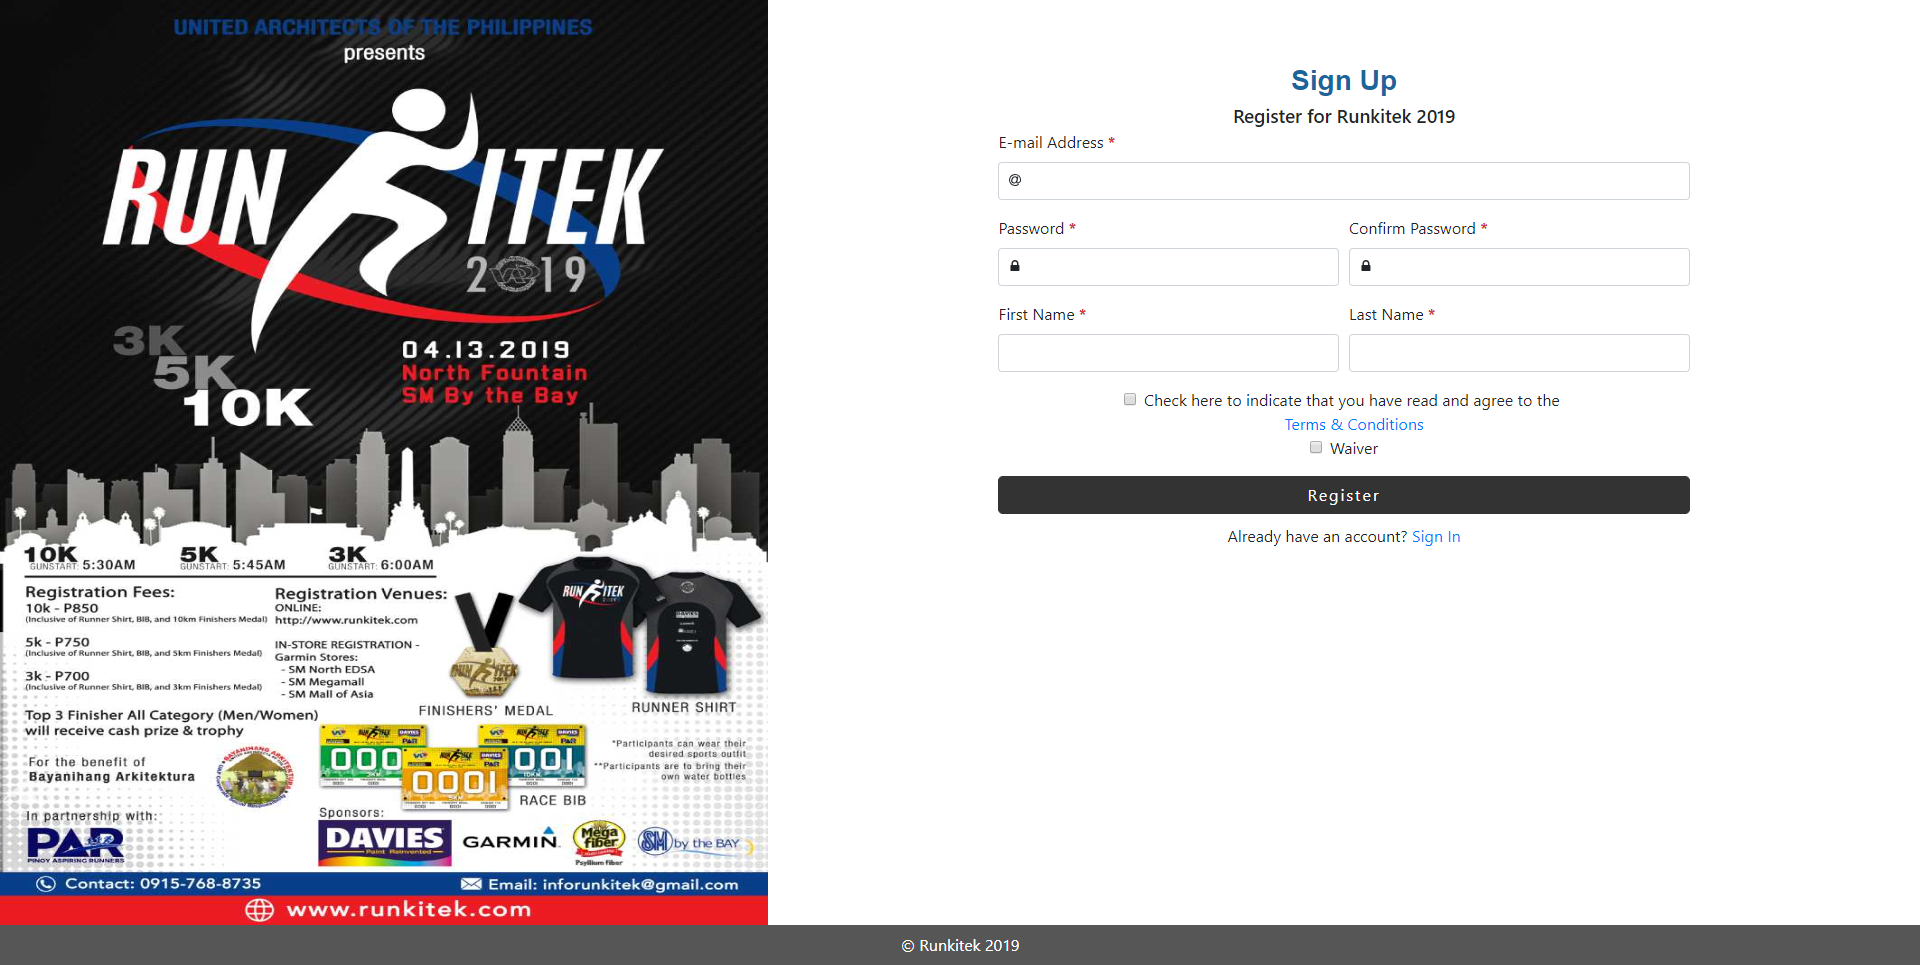 UNITED ARCHITECTS OF THE PHILIPPINES
presents
RUN ITEK
2019
3K
5K
10K
04.13.2019
North Fountain
SM By the Bay
10K GUNSTART: 5:30AM
5K GUNSTART: 5:45AM
3K GUNSTART: 6:00AM
Registration Fees:
10k - P850
(Inclusive of Runner Shirt, BIB, and 10km Finishers Medal)
5k - P750
(Inclusive of Runner Shirt, BIB, and 5km Finishers Medal)
3k - P700
(Inclusive of Runner Shirt, BIB, and 3km Finishers Medal)
Registration Venues:
ONLINE:
http://www.runkitek.com
IN-STORE REGISTRATION -
Garmin Stores:
- SM North EDSA
- SM Megamall
- SM Mall of Asia
Top 3 Finisher All Category (Men/Women)
will receive cash prize & trophy
For the benefit of
Bayanihang Arkitektura
In partnership with:
PAR
PINOY ASPIRING RUNNERS
RUN ITEK
FINISHERS' MEDAL
RUN ITEK
RUNNER SHIRT
000
0001
001
DAVIES
PAR
RACE BIB
*Participants can wear their
desired sports outfit
**Participants are to bring their
own water bottles
Sponsors:
DAVIES
Paint Reinvented
GARMIN
Mega
fiber
Psyllium fiber
SM by the BAY
Contact: 0915-768-8735
Email: inforunkitek@gmail.com
www.runkitek.com
Sign Up
Register for Runkitek 2019
E-mail Address *
@
Password *
Confirm Password *
First Name *
Last Name *
Check here to indicate that you have read and agree to the
Terms & Conditions
Waiver
Register
Already have an account? Sign In
© Runkitek 2019